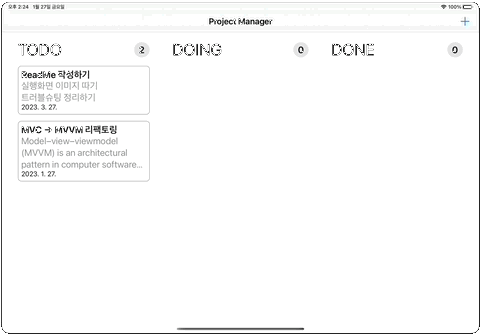 오후 2:24 1월 27일 금요일
100%
Project Manager
TODO
2
DOING
0
DONE
0
ReadMe 작성하기
실행화면 이미지 따기
트러블슈팅 정리하기
2023. 3. 27.
MVC → MVVM 리팩토링
Model-view-viewmodel
(MVVM) is an architectural
pattern in computer software...
2023. 1. 27.